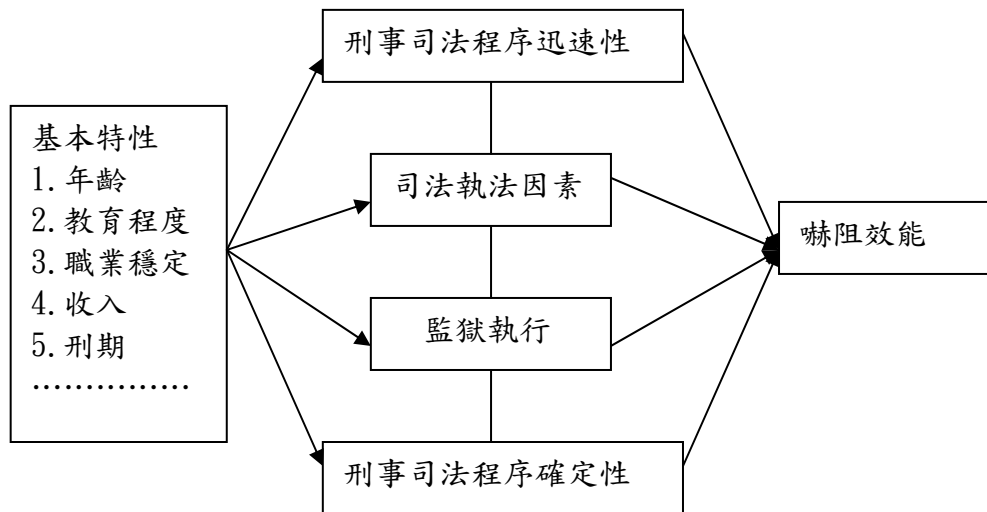 刑事司法程序迅速性
基本特性
1.年齡
2.教育程度
3.職業穩定
4.收入
5.刑期
……………
司法執法因素
監獄執行
刑事司法程序確定性
嚇阻效能